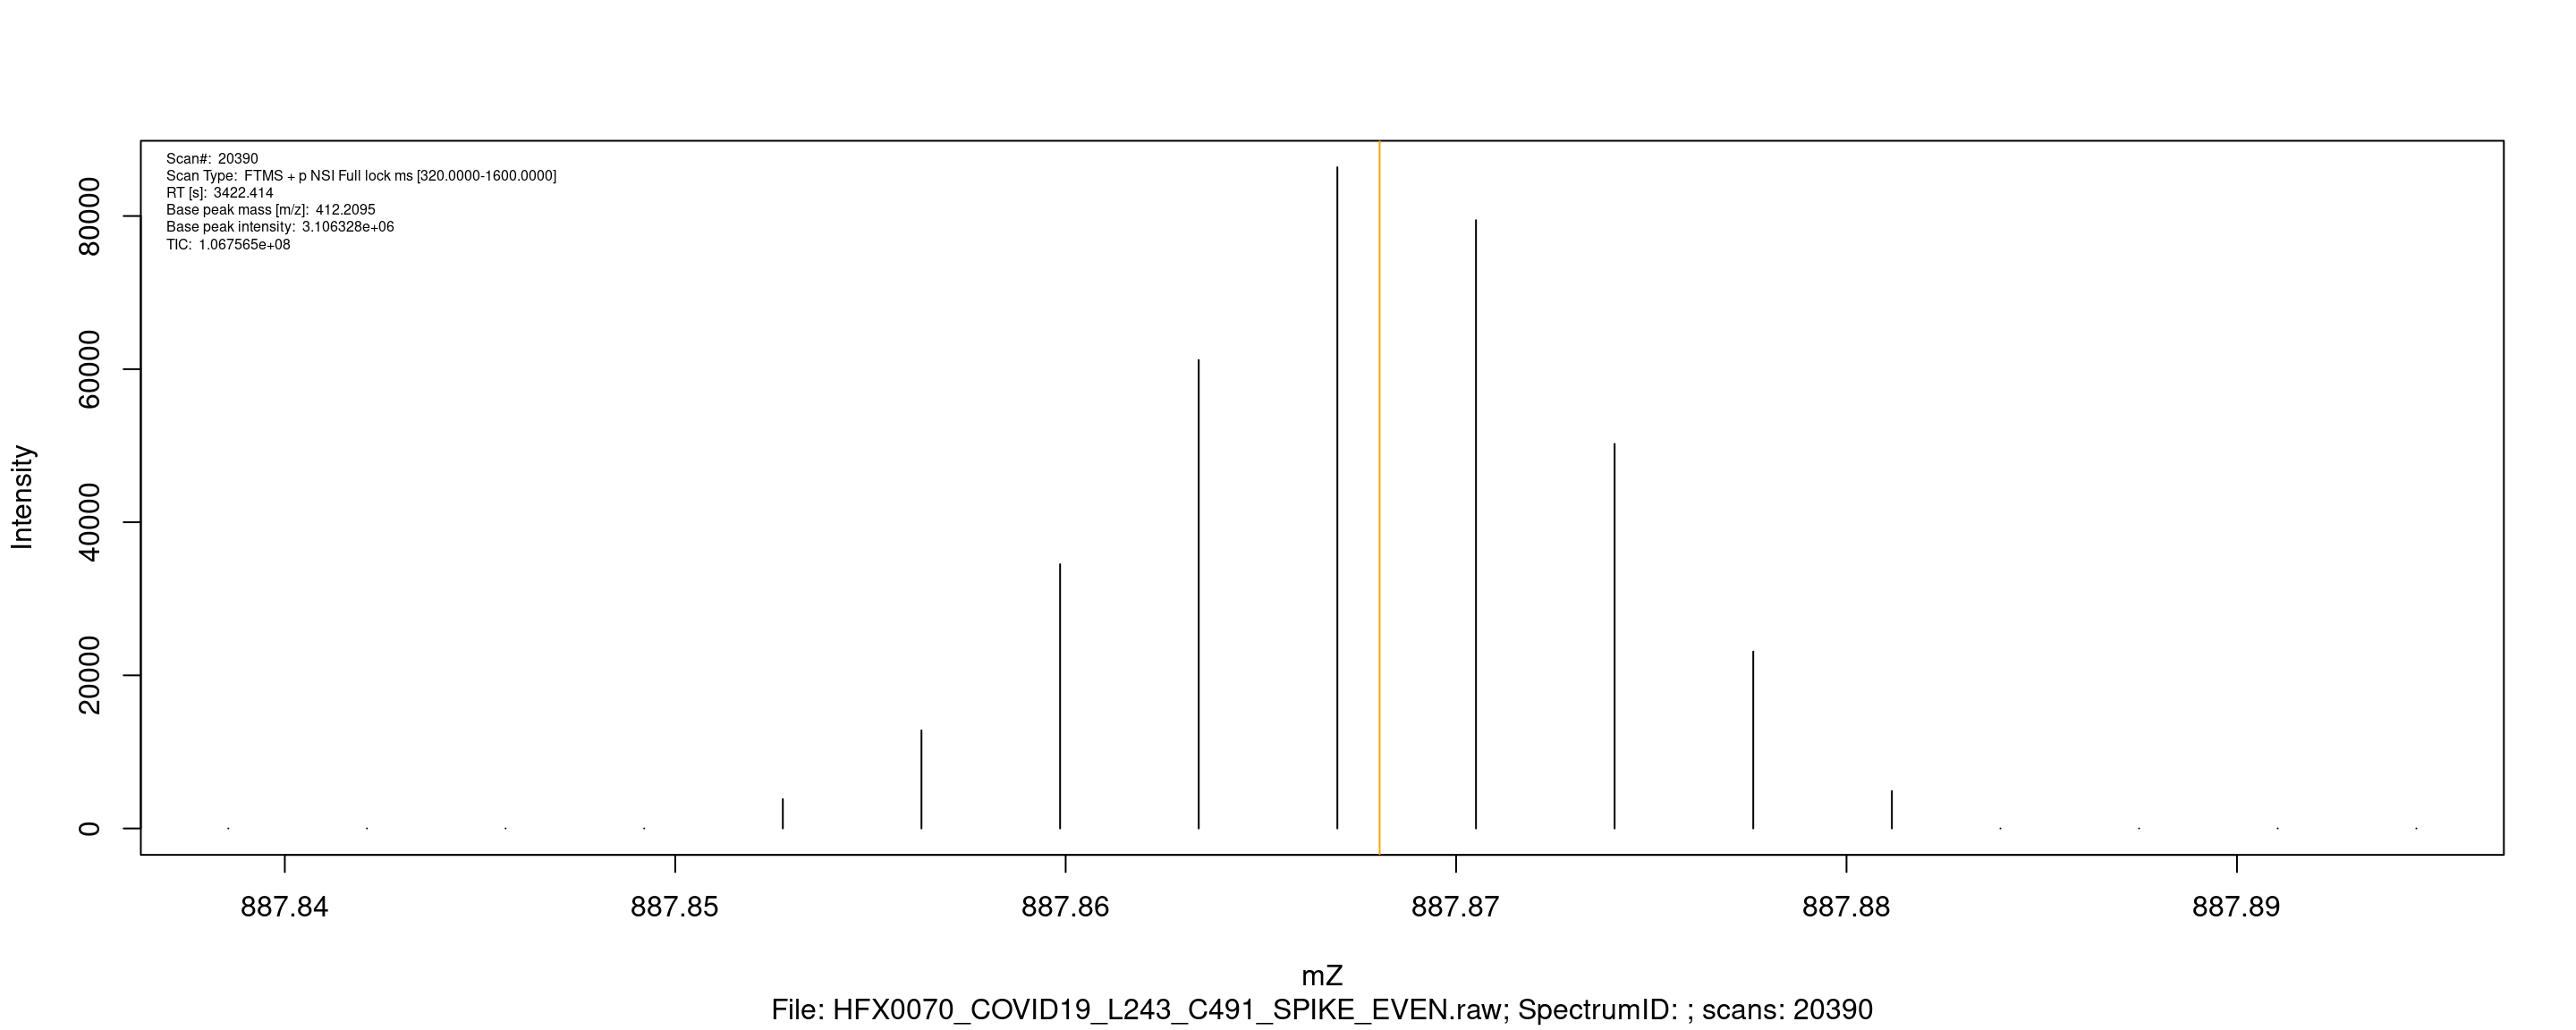 Scan#: 20390
Scan Type: FTMS + p NSI Full lock ms [320.0000-1600.0000]
RT [s]: 3422.414
Base peak mass [m/z]: 412.2095
Base peak intensity: 3.106328e+06
TIC: 1.067565e+08
80000
60000
40000
20000
0
Intensity
887.84 887.85 887.86 887.87 887.88 887.89
mZ
File: HFX0070_COVID19_L243_C491_SPIKE_EVEN.raw; SpectrumID: ; scans: 20390